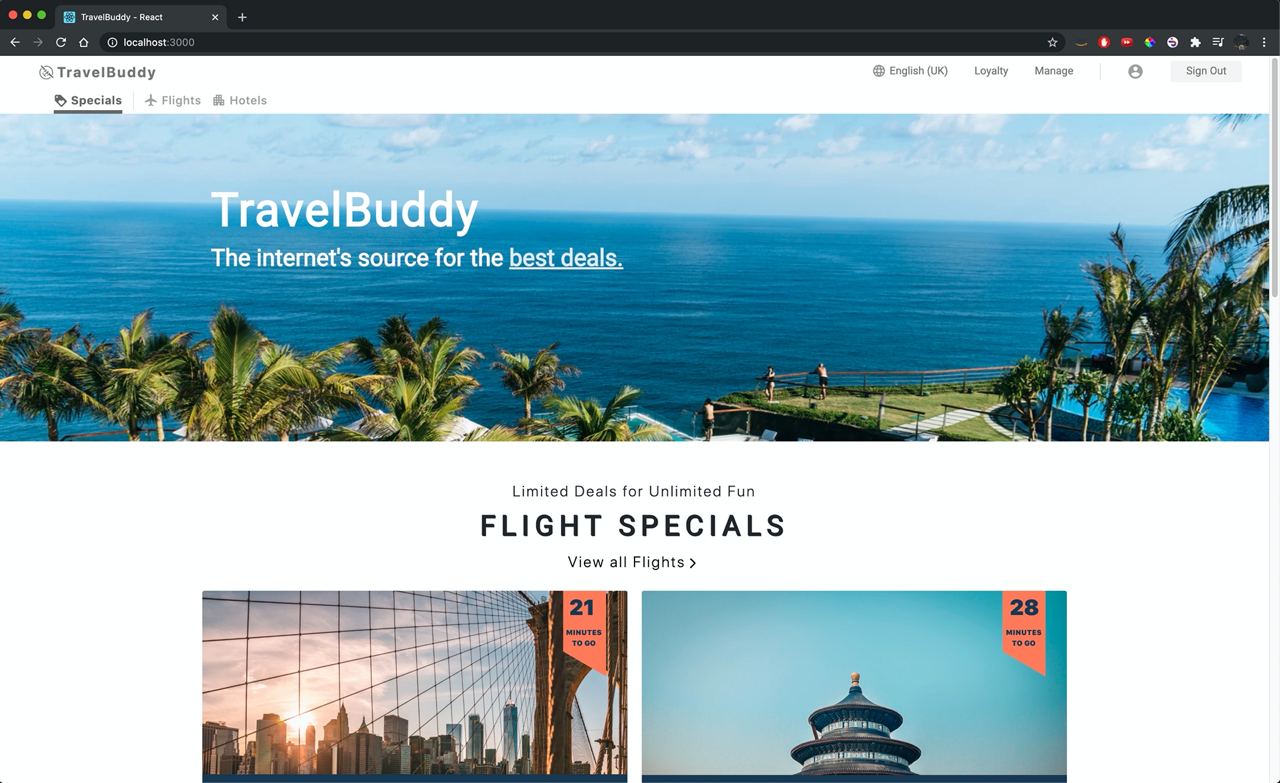 TravelBuddy - React
localhost:3000
TravelBuddy
English (UK)
Loyalty
Manage
Sign Out
Specials
Flights
Hotels
TravelBuddy
The internet's source for the best deals.
Limited Deals for Unlimited Fun
FLIGHT SPECIALS
View all Flights
21
MINUTES
TO GO
28
MINUTES
TO GO